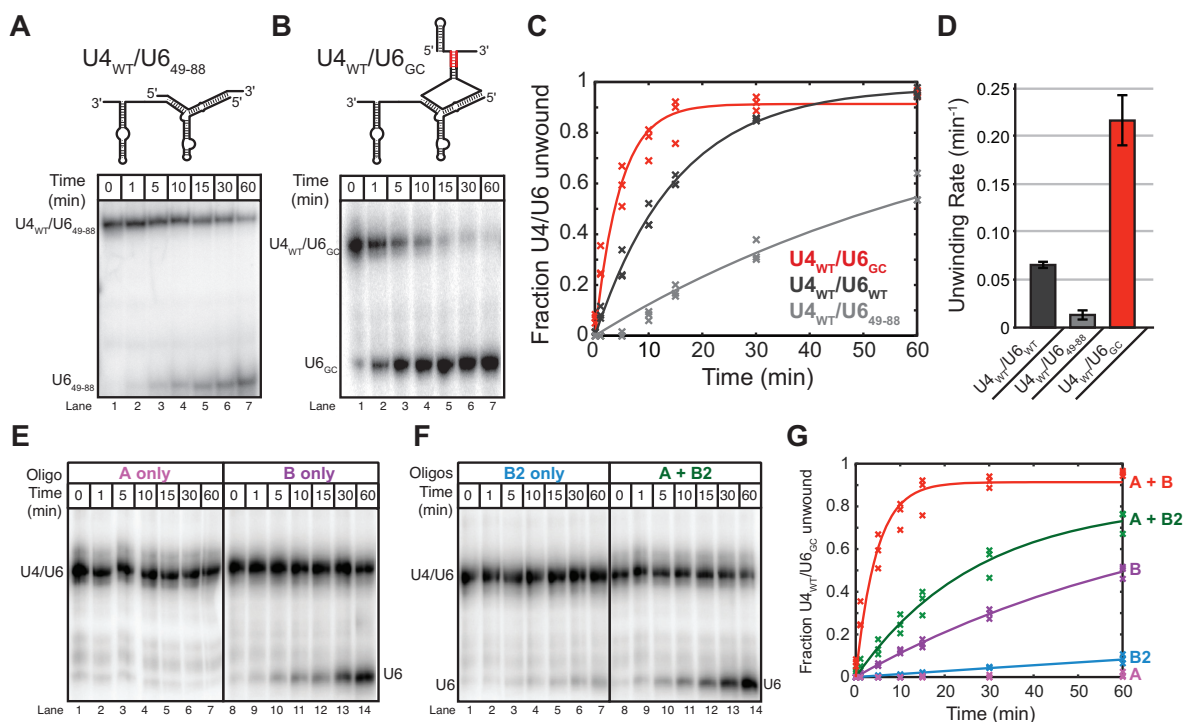 A
U4WT/U649-88
5'
3'
3'
5'
Time (min) 0 1 5 10 15 30 60
U4WT/U649-88
U649-88
Lane 1 2 3 4 5 6 7
B
U4WT/U6GC
5'
3'
3'
5'
Time (min) 0 1 5 10 15 30 60
U4WT/U6GC
U6GC
Lane 1 2 3 4 5 6 7
C
Fraction U4/U6 unwound
1
0.8
0.6
0.4
0.2
0
0 10 20 30 40 50 60
Time (min)
U4WT/U6GC
U4WT/U6WT
U4WT/U649-88
D
Unwinding Rate (min-1)
0.25
0.20
0.15
0.10
0.05
0
U4WT/U6WT
U4WT/U649-88
U4WT/U6GC
E
Oligo A only B only
Time (min) 0 1 5 10 15 30 60 0 1 5 10 15 30 60
U4/U6
U6
Lane 1 2 3 4 5 6 7 8 9 10 11 12 13 14
F
Oligos B2 only A + B2
Time (min) 0 1 5 10 15 30 60 0 1 5 10 15 30 60
U4/U6
U6
U6
Lane 1 2 3 4 5 6 7 8 9 10 11 12 13 14
G
Fraction U4WT/U6GC unwound
1
0.8
0.6
0.4
0.2
0
0 10 20 30 40 50 60
Time (min)
A + B
A + B2
B
B2
A